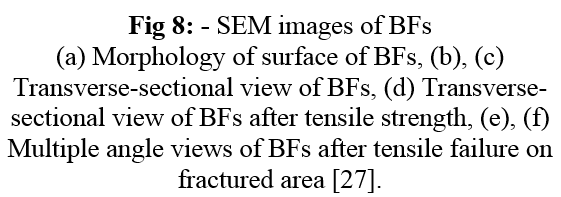 Fig 8: - SEM images of BFs
(a) Morphology of surface of BFs, (b), (c)
Transverse-sectional view of BFs, (d) Transverse-
sectional view of BFs after tensile strength, (e), (f)
Multiple angle views of BFs after tensile failure on
fractured area [27].